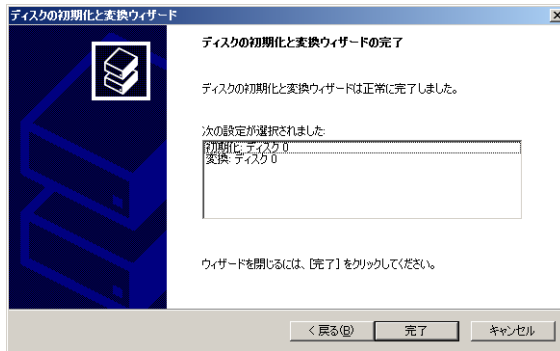 ディスクの初期化と変換ウィザード
ディスクの初期化と変換ウィザードの完了
ディスクの初期化と変換ウィザードは正常に完了しました。
次の設定が選択されました:
初期化: ディスク 0
変換: ディスク 0
ウィザードを閉じるには、[完了] をクリックしてください。
< 戻る(B) 完了 キャンセル